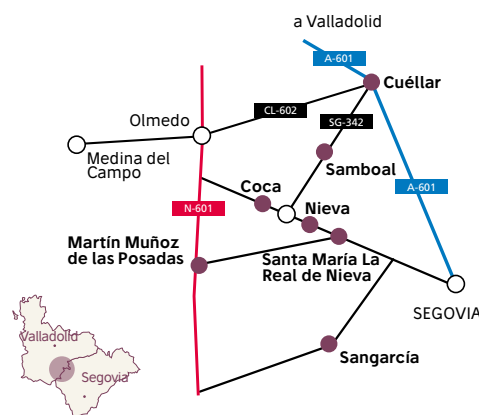 a Valladolid
A-601
Cuéllar
CL-602
Olmedo
SG-342
Medina del
Campo
Samboal
Coca
A-601
Nieva
N-601
Martín Muñoz
de las Posadas
Santa María La
Real de Nieva
SEGOVIA
Valladolid
Sangarcía
Segovia